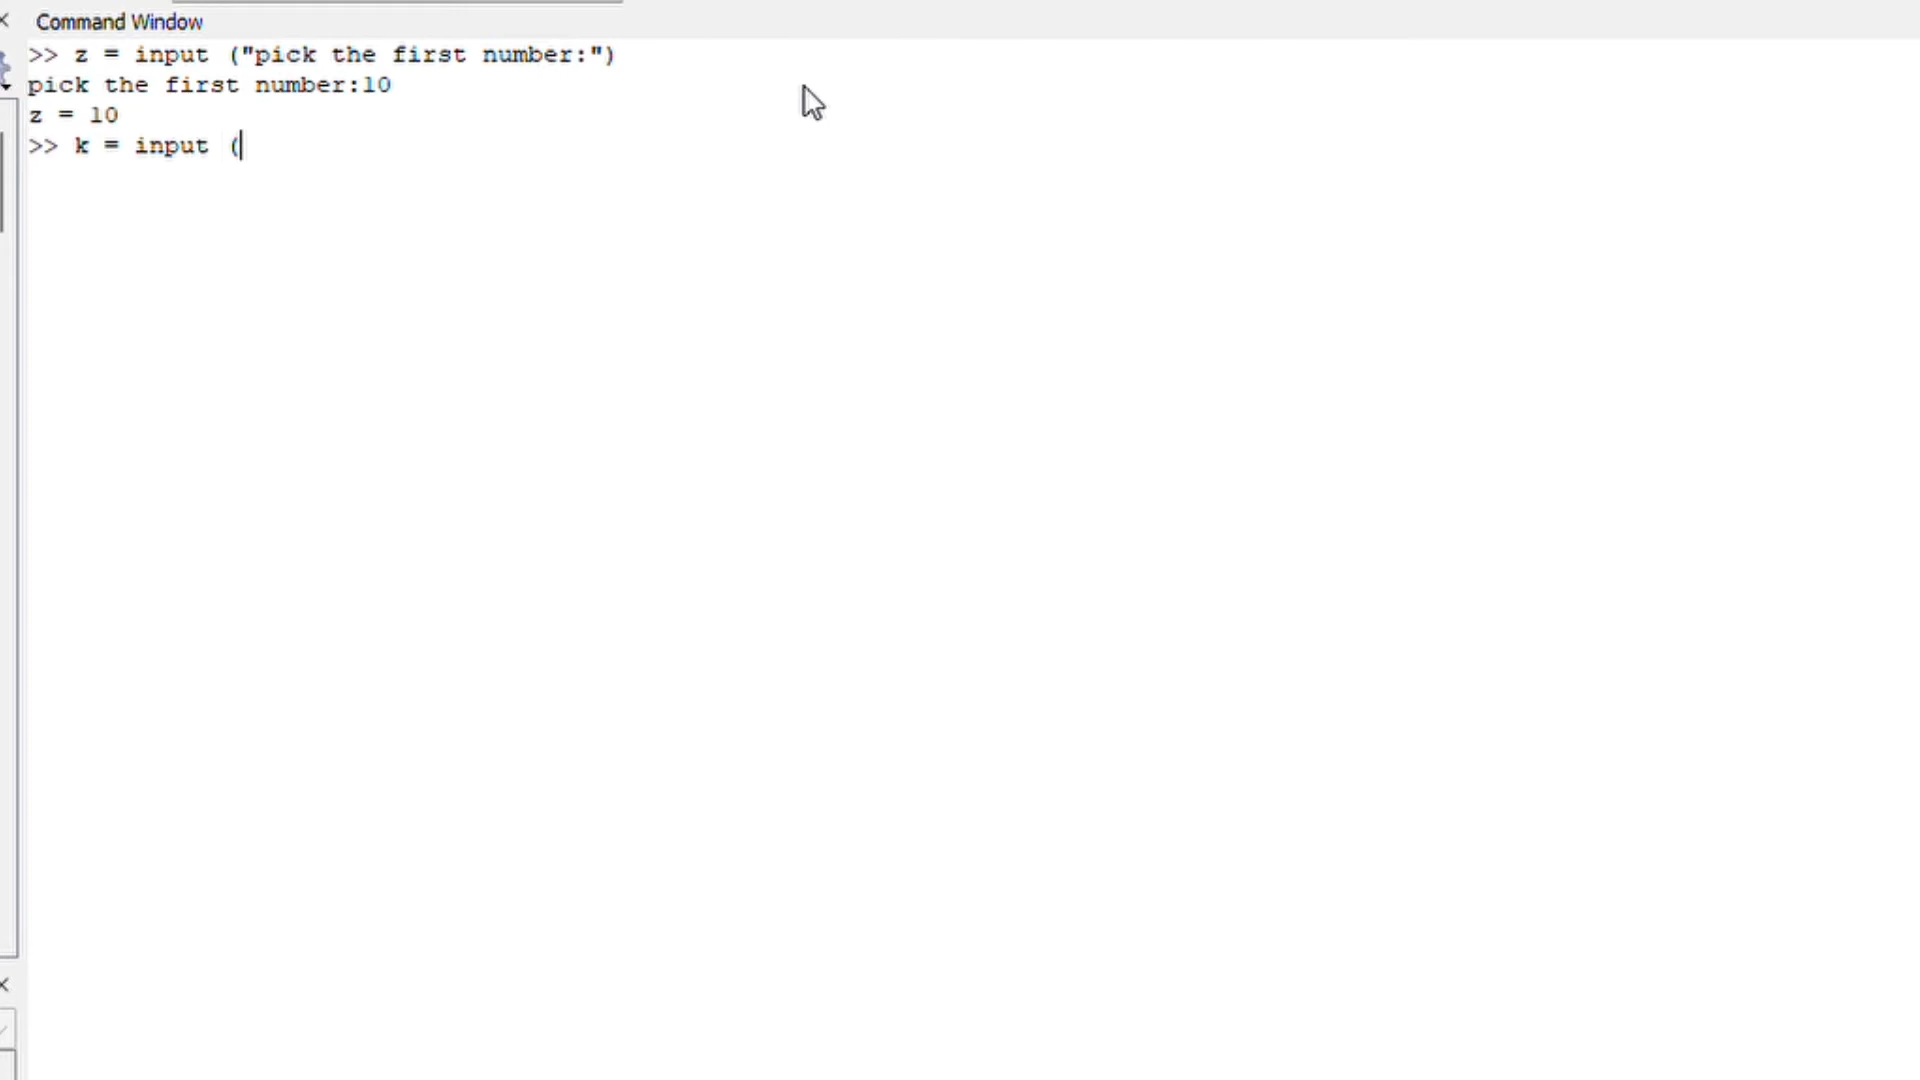 Command Window
>> z = input ("pick the first number:")
pick the first number:10
z = 10
>> k = input (